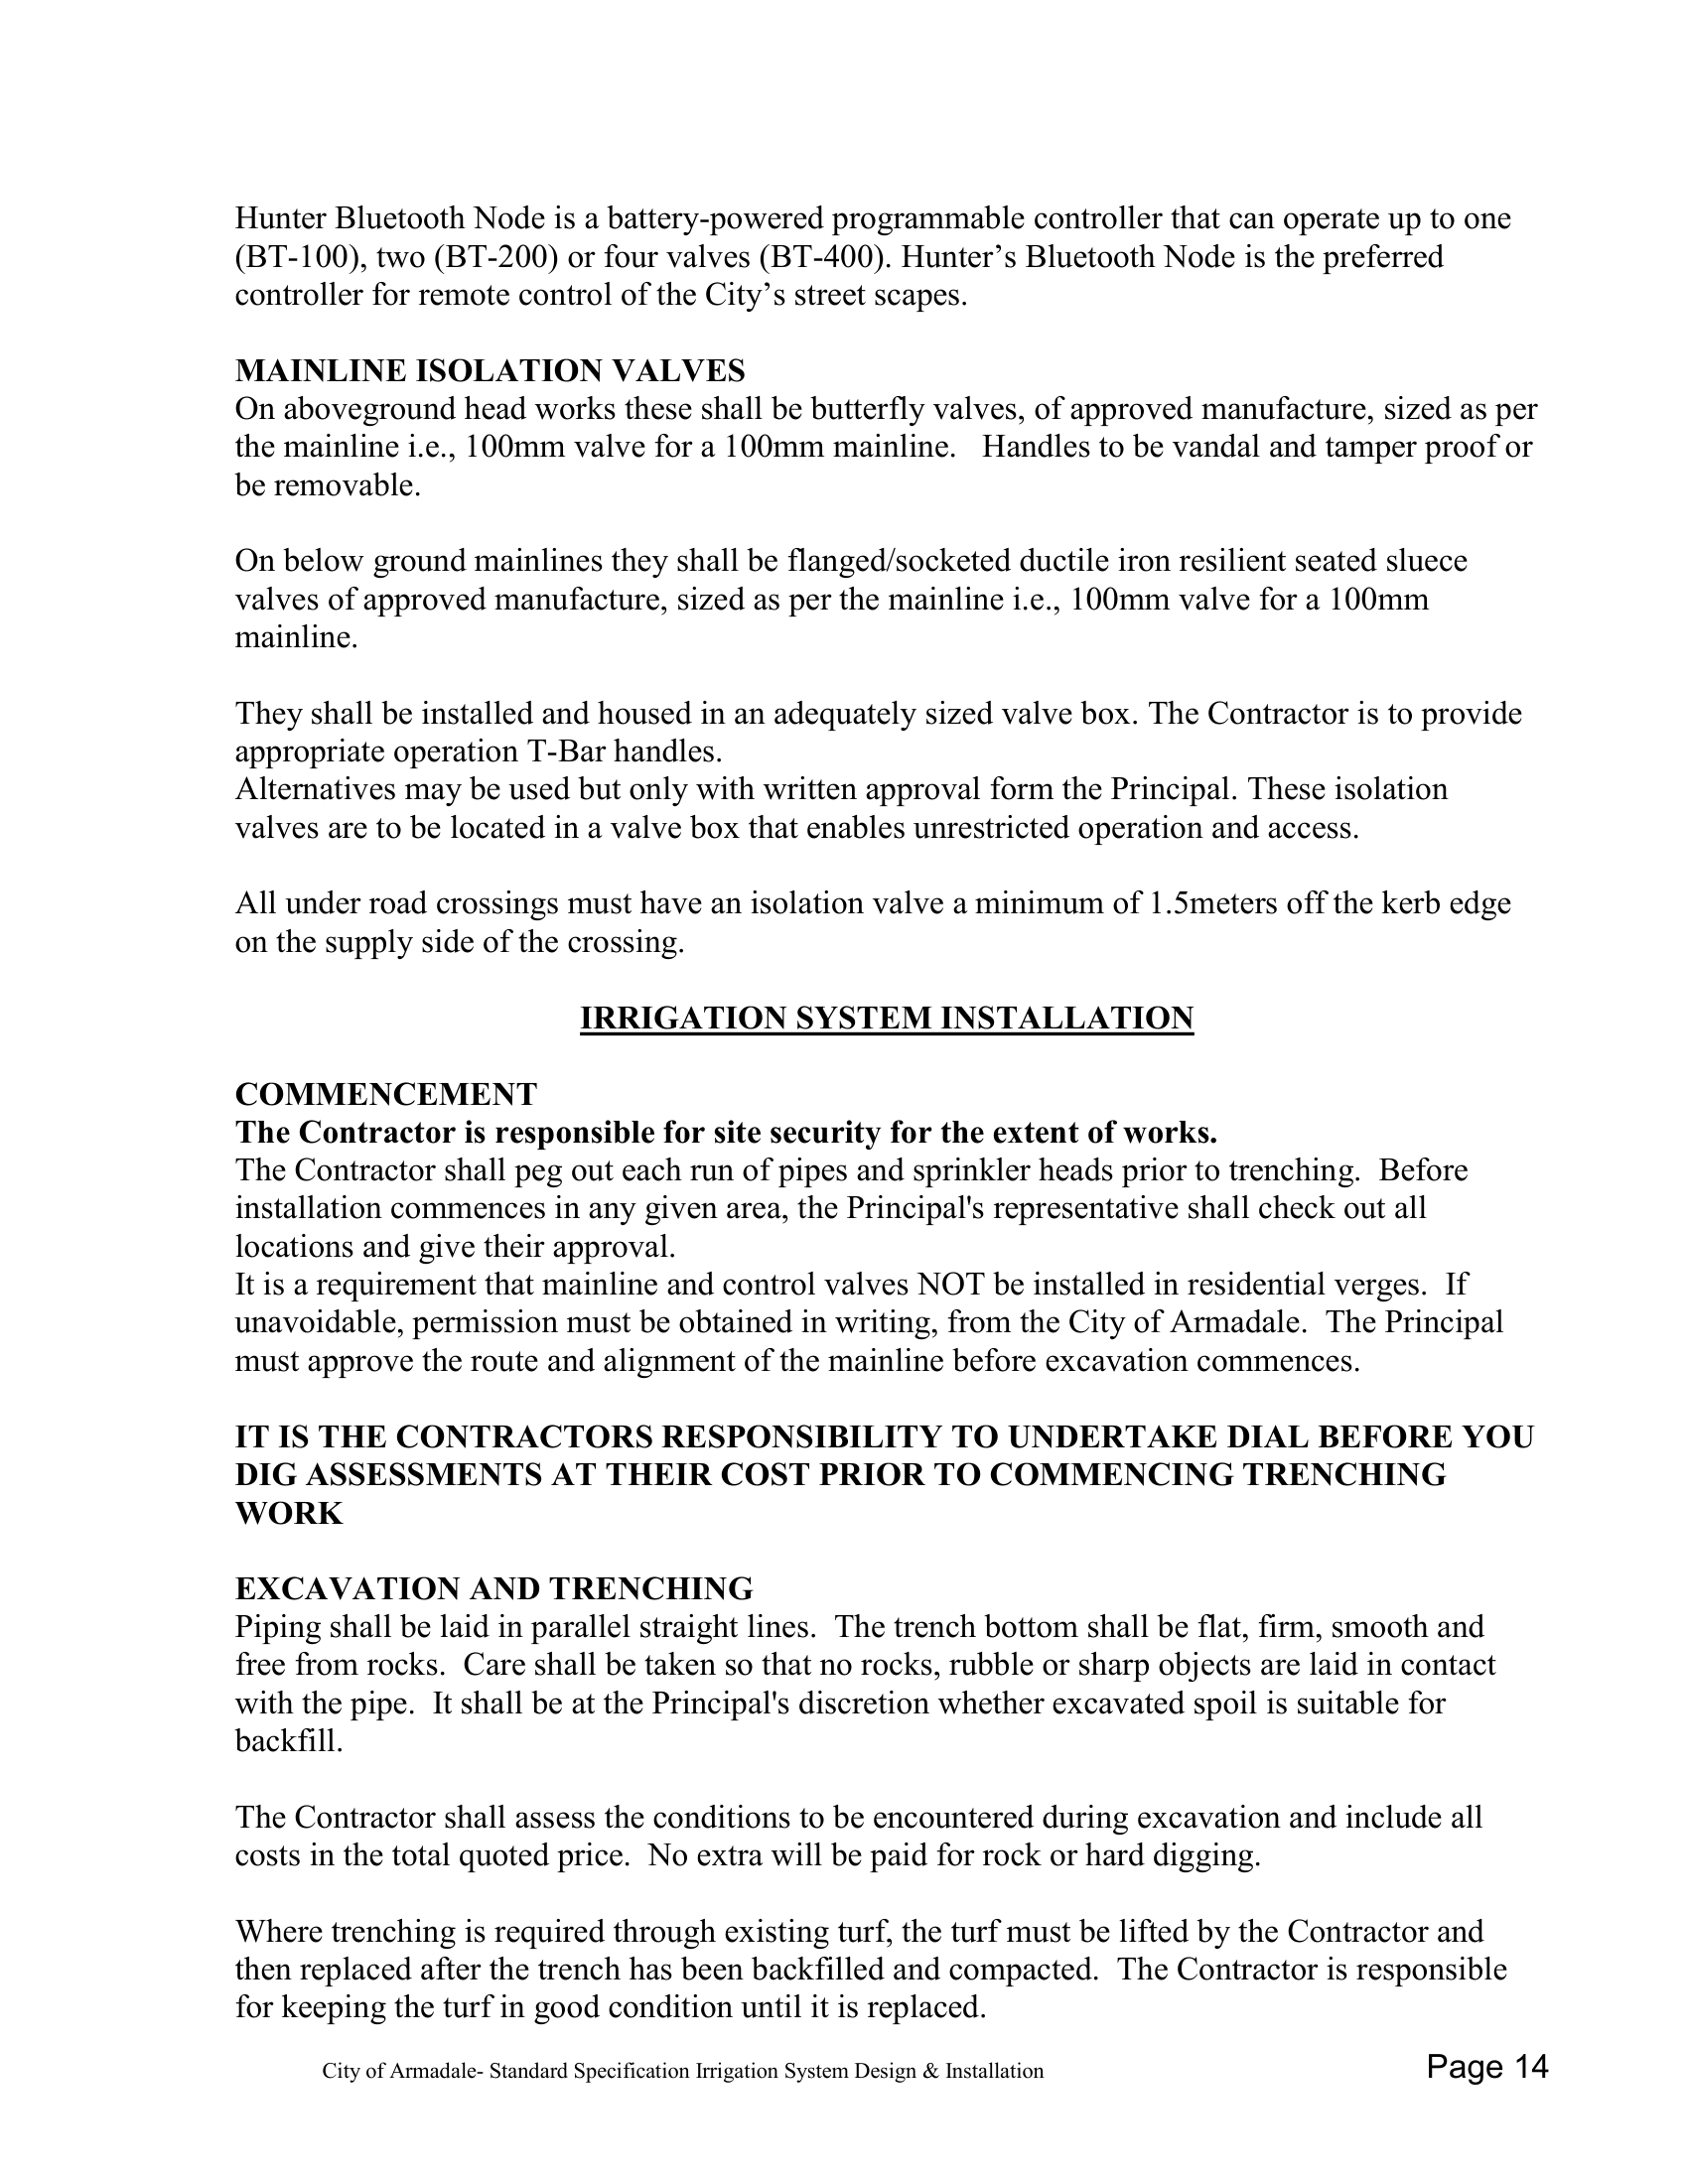 Hunter Bluetooth Node is a battery-powered programmable controller that can operate up to one
(BT-100), two (BT-200) or four valves (BT-400). Hunter’s Bluetooth Node is the preferred
controller for remote control of the City’s street scapes.
MAINLINE ISOLATION VALVES
On aboveground head works these shall be butterfly valves, of approved manufacture, sized as per
the mainline i.e., 100mm valve for a 100mm mainline.   Handles to be vandal and tamper proof or
be removable.
On below ground mainlines they shall be flanged/socketed ductile iron resilient seated sluece
valves of approved manufacture, sized as per the mainline i.e., 100mm valve for a 100mm
mainline.
They shall be installed and housed in an adequately sized valve box. The Contractor is to provide
appropriate operation T-Bar handles.
Alternatives may be used but only with written approval form the Principal. These isolation
valves are to be located in a valve box that enables unrestricted operation and access.
All under road crossings must have an isolation valve a minimum of 1.5meters off the kerb edge
on the supply side of the crossing.
IRRIGATION SYSTEM INSTALLATION
COMMENCEMENT
The Contractor is responsible for site security for the extent of works.
The Contractor shall peg out each run of pipes and sprinkler heads prior to trenching.  Before
installation commences in any given area, the Principal's representative shall check out all
locations and give their approval.
It is a requirement that mainline and control valves NOT be installed in residential verges.  If
unavoidable, permission must be obtained in writing, from the City of Armadale.  The Principal
must approve the route and alignment of the mainline before excavation commences.
IT IS THE CONTRACTORS RESPONSIBILITY TO UNDERTAKE DIAL BEFORE YOU
DIG ASSESSMENTS AT THEIR COST PRIOR TO COMMENCING TRENCHING
WORK
EXCAVATION AND TRENCHING
Piping shall be laid in parallel straight lines.  The trench bottom shall be flat, firm, smooth and
free from rocks.  Care shall be taken so that no rocks, rubble or sharp objects are laid in contact
with the pipe.  It shall be at the Principal's discretion whether excavated spoil is suitable for
backfill.
The Contractor shall assess the conditions to be encountered during excavation and include all
costs in the total quoted price.  No extra will be paid for rock or hard digging.
Where trenching is required through existing turf, the turf must be lifted by the Contractor and
then replaced after the trench has been backfilled and compacted.  The Contractor is responsible
for keeping the turf in good condition until it is replaced.
City of Armadale- Standard Specification Irrigation System Design & Installation Page 14